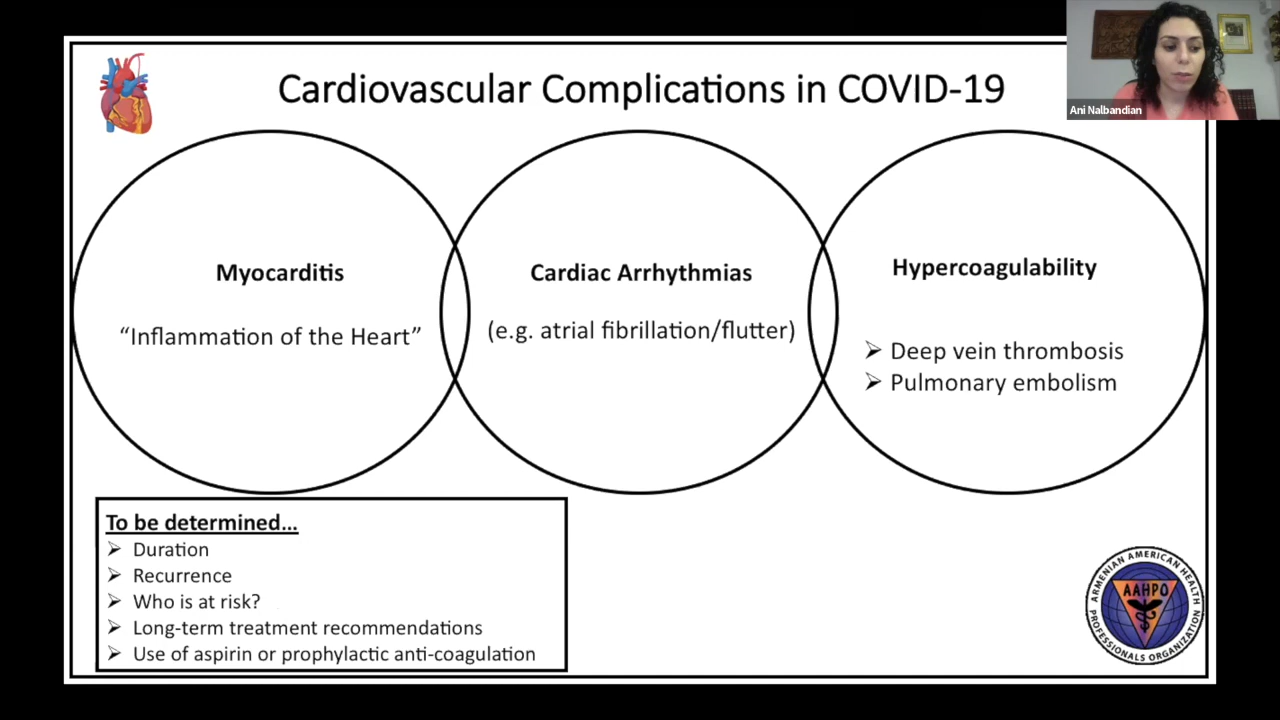 Cardiovascular Complications in COVID-19
Ani Nalbandian
Myocarditis
“Inflammation of the Heart”
Cardiac Arrhythmias
(e.g. atrial fibrillation/flutter)
Hypercoagulability
➢ Deep vein thrombosis
➢ Pulmonary embolism
To be determined…
➢ Duration
➢ Recurrence
➢ Who is at risk?
➢ Long-term treatment recommendations
➢ Use of aspirin or prophylactic anti-coagulation
ARMENIAN AMERICAN HEALTH
AAHPO
PROFESSIONALS ORGANIZATION